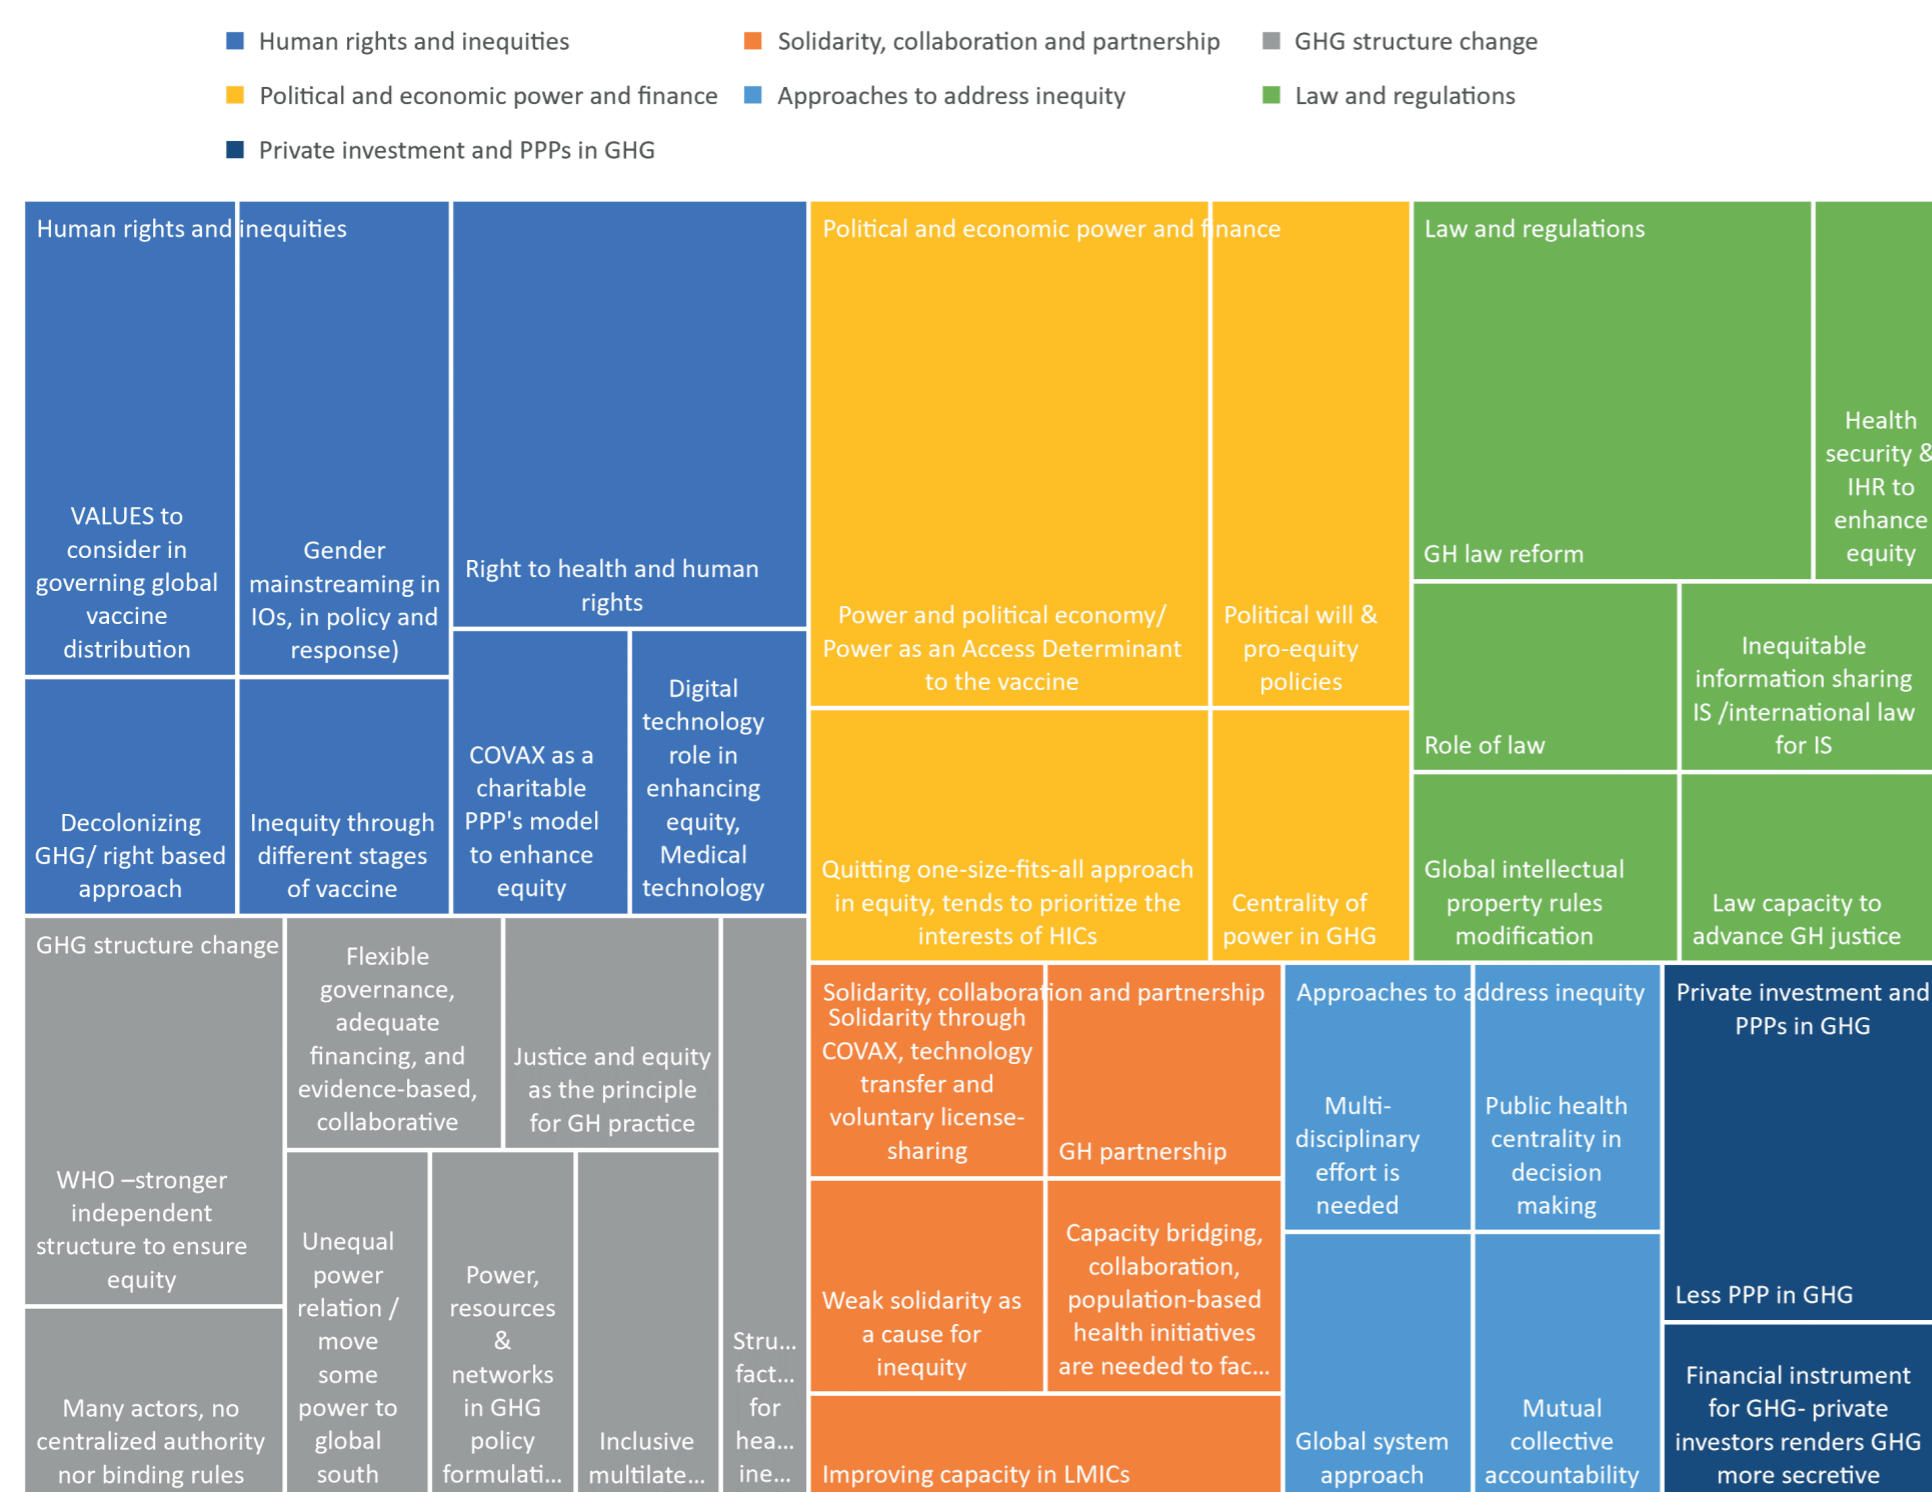 Human rights and inequities
Solidarity, collaboration and partnership
GHG structure change
Political and economic power and finance
Approaches to address inequity
Law and regulations
Private investment and PPPs in GHG
Human rights and inequities
VALUES to
consider in
governing global
vaccine
distribution
Gender
mainstreaming in
IOs, in policy and
response)
Right to health and human
rights
Decolonizing
GHG/ right based
approach
Inequity through
different stages
of vaccine
COVAX as a
charitable
PPP's model
to enhance
equity
Digital
technology
role in
enhancing
equity,
Medical
technology
Political and economic power and finance
Power and political economy/
Power as an Access Determinant
to the vaccine
Political will &
pro-equity
policies
Quitting one-size-fits-all approach
in equity, tends to prioritize the
interests of HICs
Centrality of
power in GHG
Law and regulations
GH law reform
Health
security &
IHR to
enhance
equity
Role of law
Inequitable
information sharing
IS /international law
for IS
Global intellectual
property rules
modification
Law capacity to
advance GH justice
GHG structure change
WHO –stronger
independent
structure to ensure
equity
Many actors, no
centralized authority
nor binding rules
Flexible
governance,
adequate
financing, and
evidence-based,
collaborative
Justice and equity
as the principle
for GH practice
Unequal
power
relation /
move
some
power to
global
south
Power,
resources
&
networks
in GHG
policy
formulati...
Inclusive
multilate...
Stru...
fact...
for
hea...
ine...
Solidarity, collaboration and partnership
Solidarity through
COVAX, technology
transfer and
voluntary license-
sharing
GH partnership
Weak solidarity as
a cause for
inequity
Capacity bridging,
collaboration,
population-based
health initiatives
are needed to fac...
Improving capacity in LMICs
Approaches to address inequity
Multi-
disciplinary
effort is
needed
Public health
centrality in
decision
making
Global system
approach
Mutual
collective
accountability
Private investment and
PPPs in GHG
Less PPP in GHG
Financial instrument
for GHG- private
investors renders GHG
more secretive